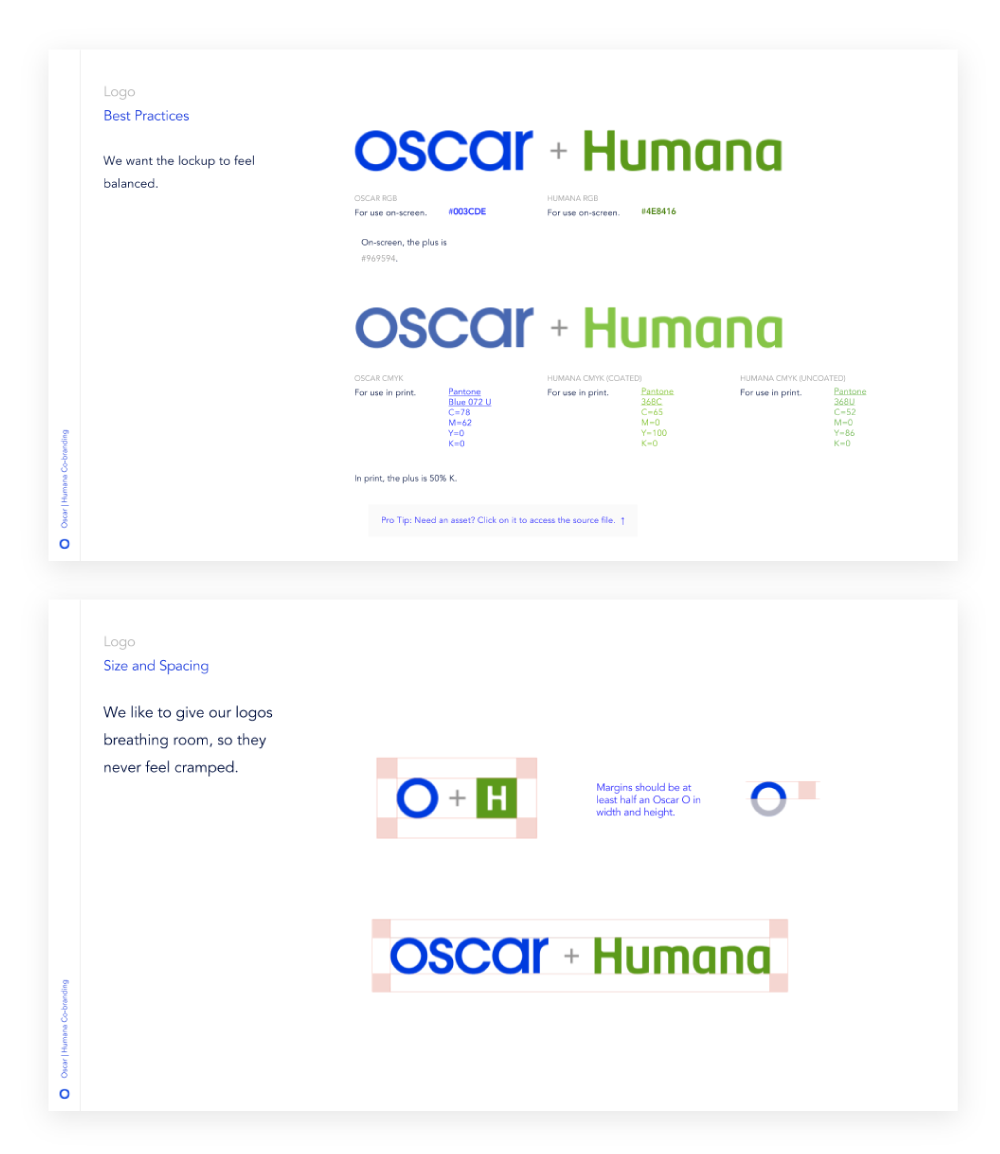 Logo
Best Practices
We want the lockup to feel
balanced.
oscar + Humana
OSCAR RGB
For use on-screen. #003CDE
HUMANA RGB
For use on-screen. #4E8416
On-screen, the plus is
#969594.
oscar + Humana
OSCAR CMYK
For use in print.
Pantone
Blue 072 U
C=78
M=62
Y=0
K=0
HUMANA CMYK (COATED)
For use in print.
Pantone
368C
C=65
M=0
Y=100
K=0
HUMANA CMYK (UNCOATED)
For use in print.
Pantone
368U
C=52
M=0
Y=86
K=0
In print, the plus is 50% K.
Pro Tip: Need an asset? Click on it to access the source file. ↑
Oscar | Humana Co-branding
Logo
Size and Spacing
We like to give our logos
breathing room, so they
never feel cramped.
O + H
Margins should be at
least half an Oscar O in
width and height.
oscar + Humana
Oscar | Humana Co-branding